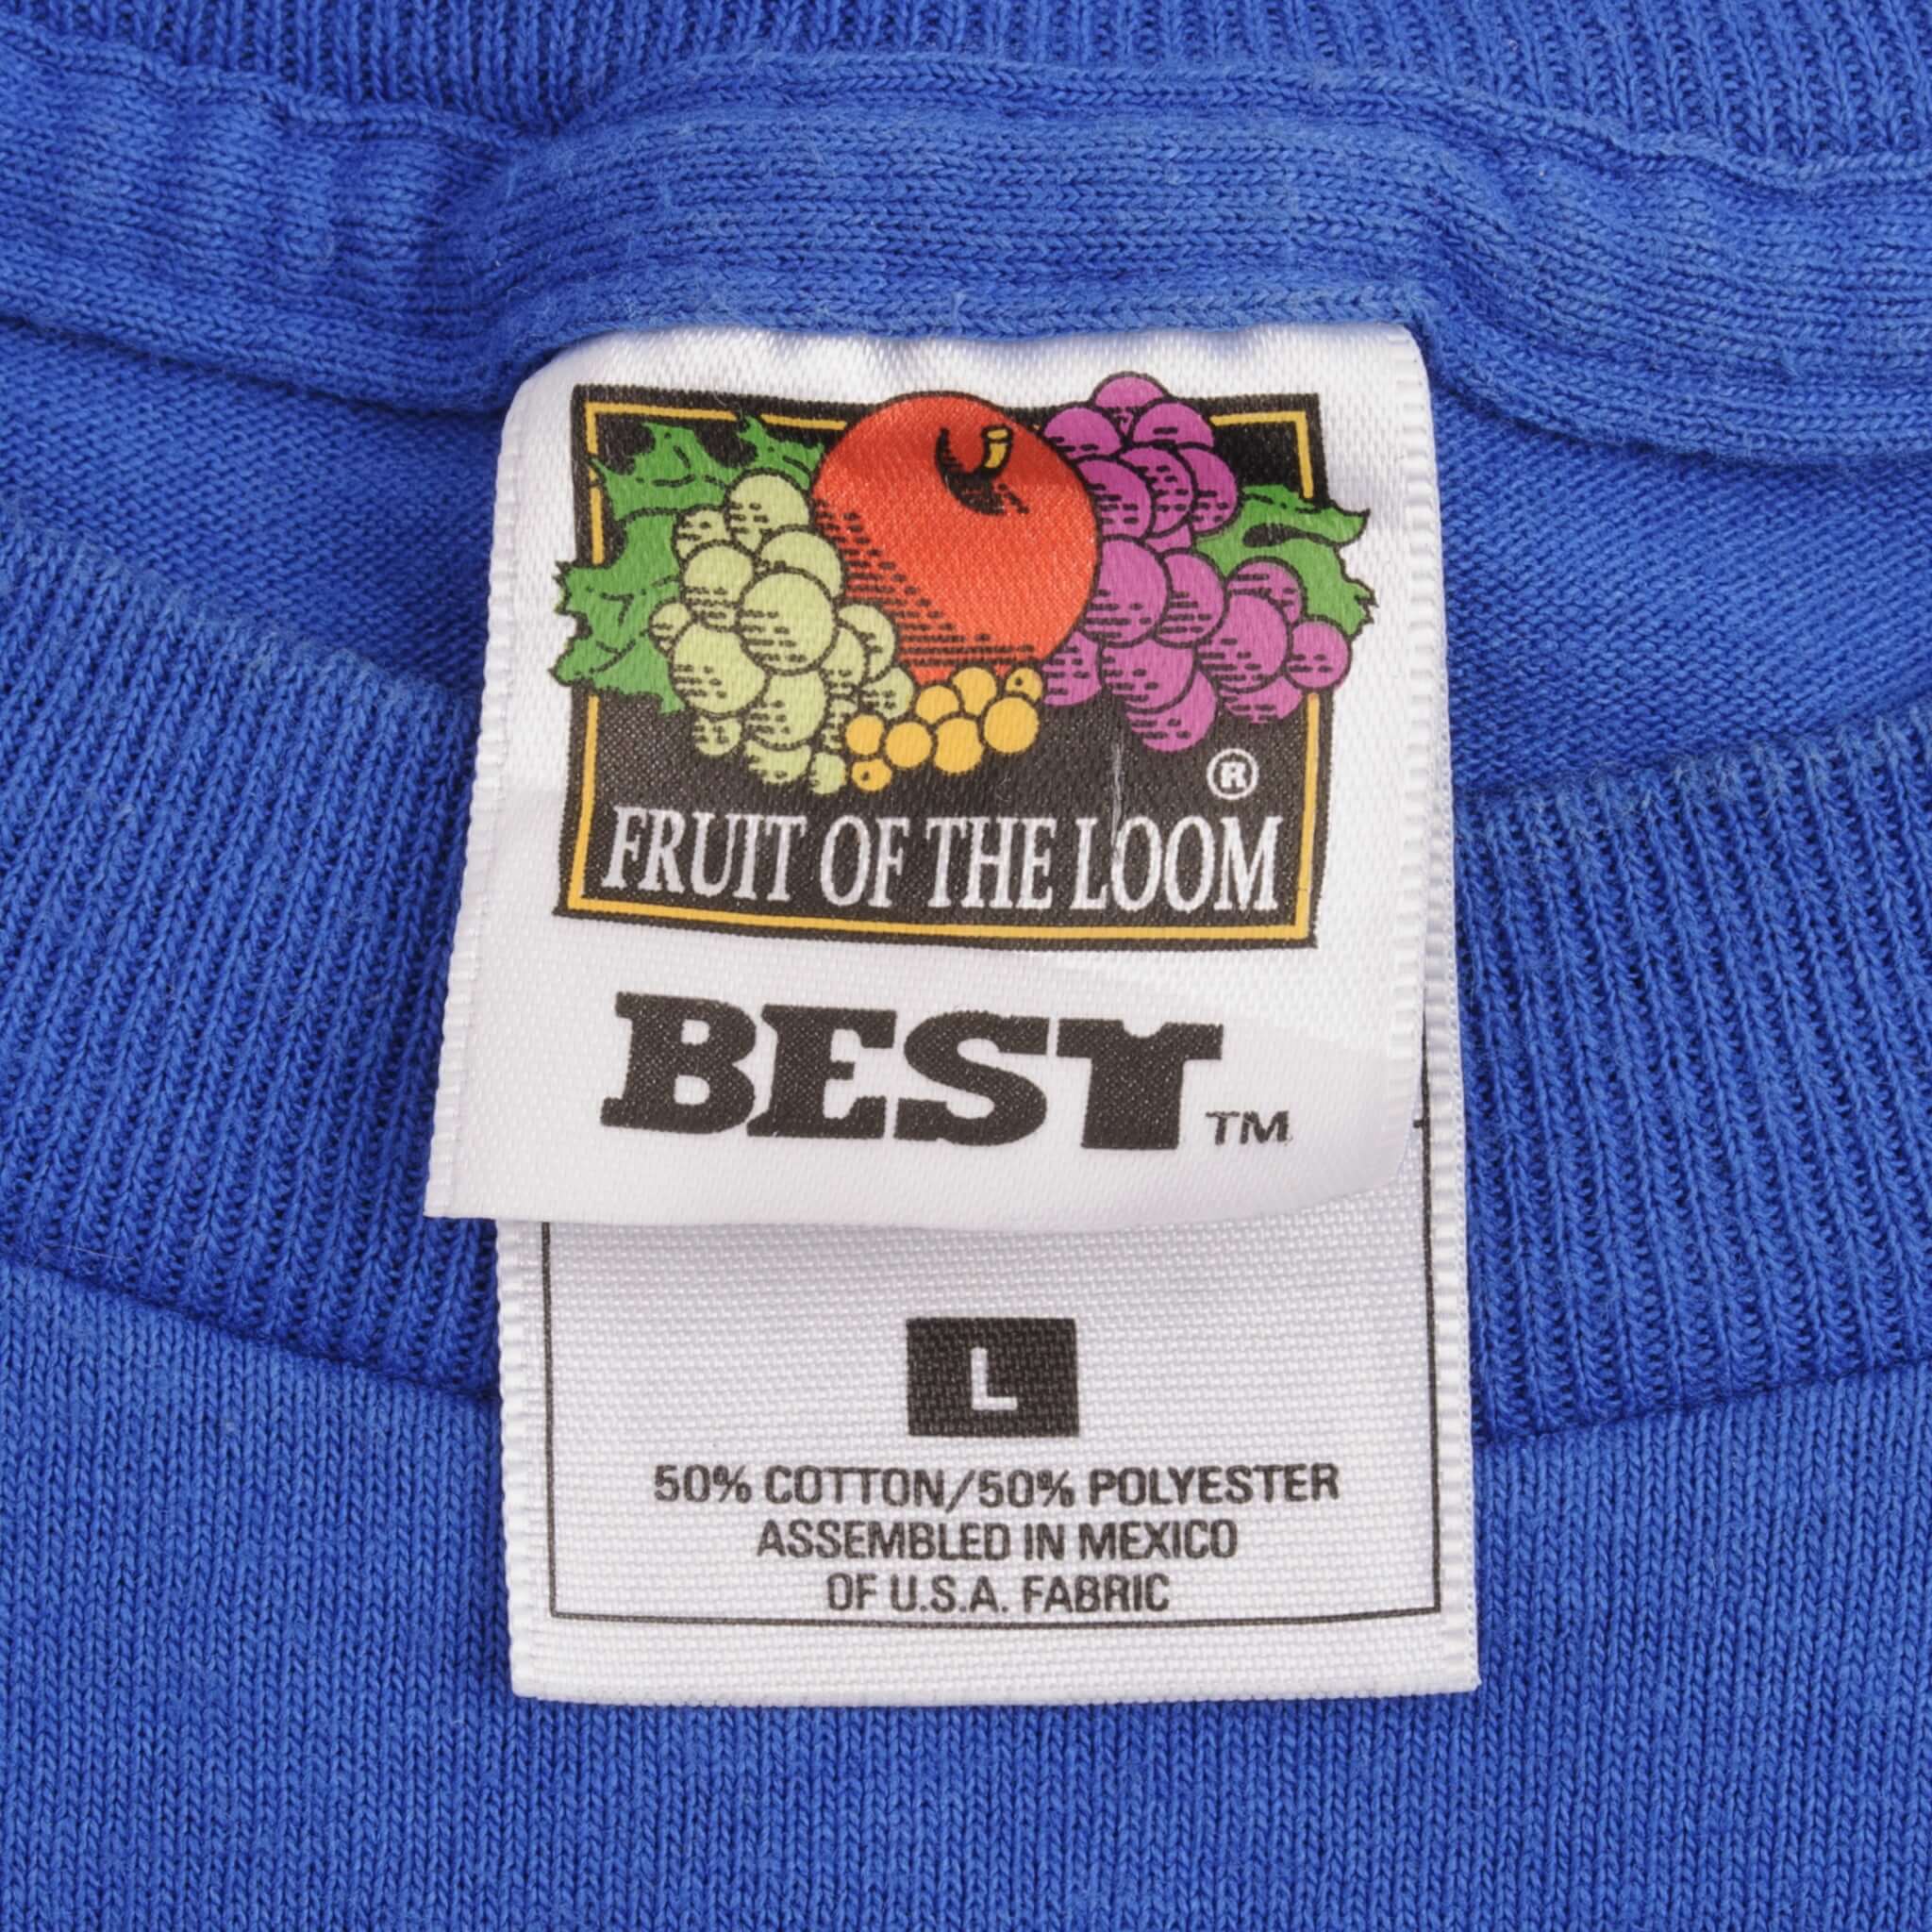 ®
FRUIT OF THE LOOM
BEST™
L
50% COTTON/50% POLYESTER
ASSEMBLED IN MEXICO
OF U.S.A. FABRIC